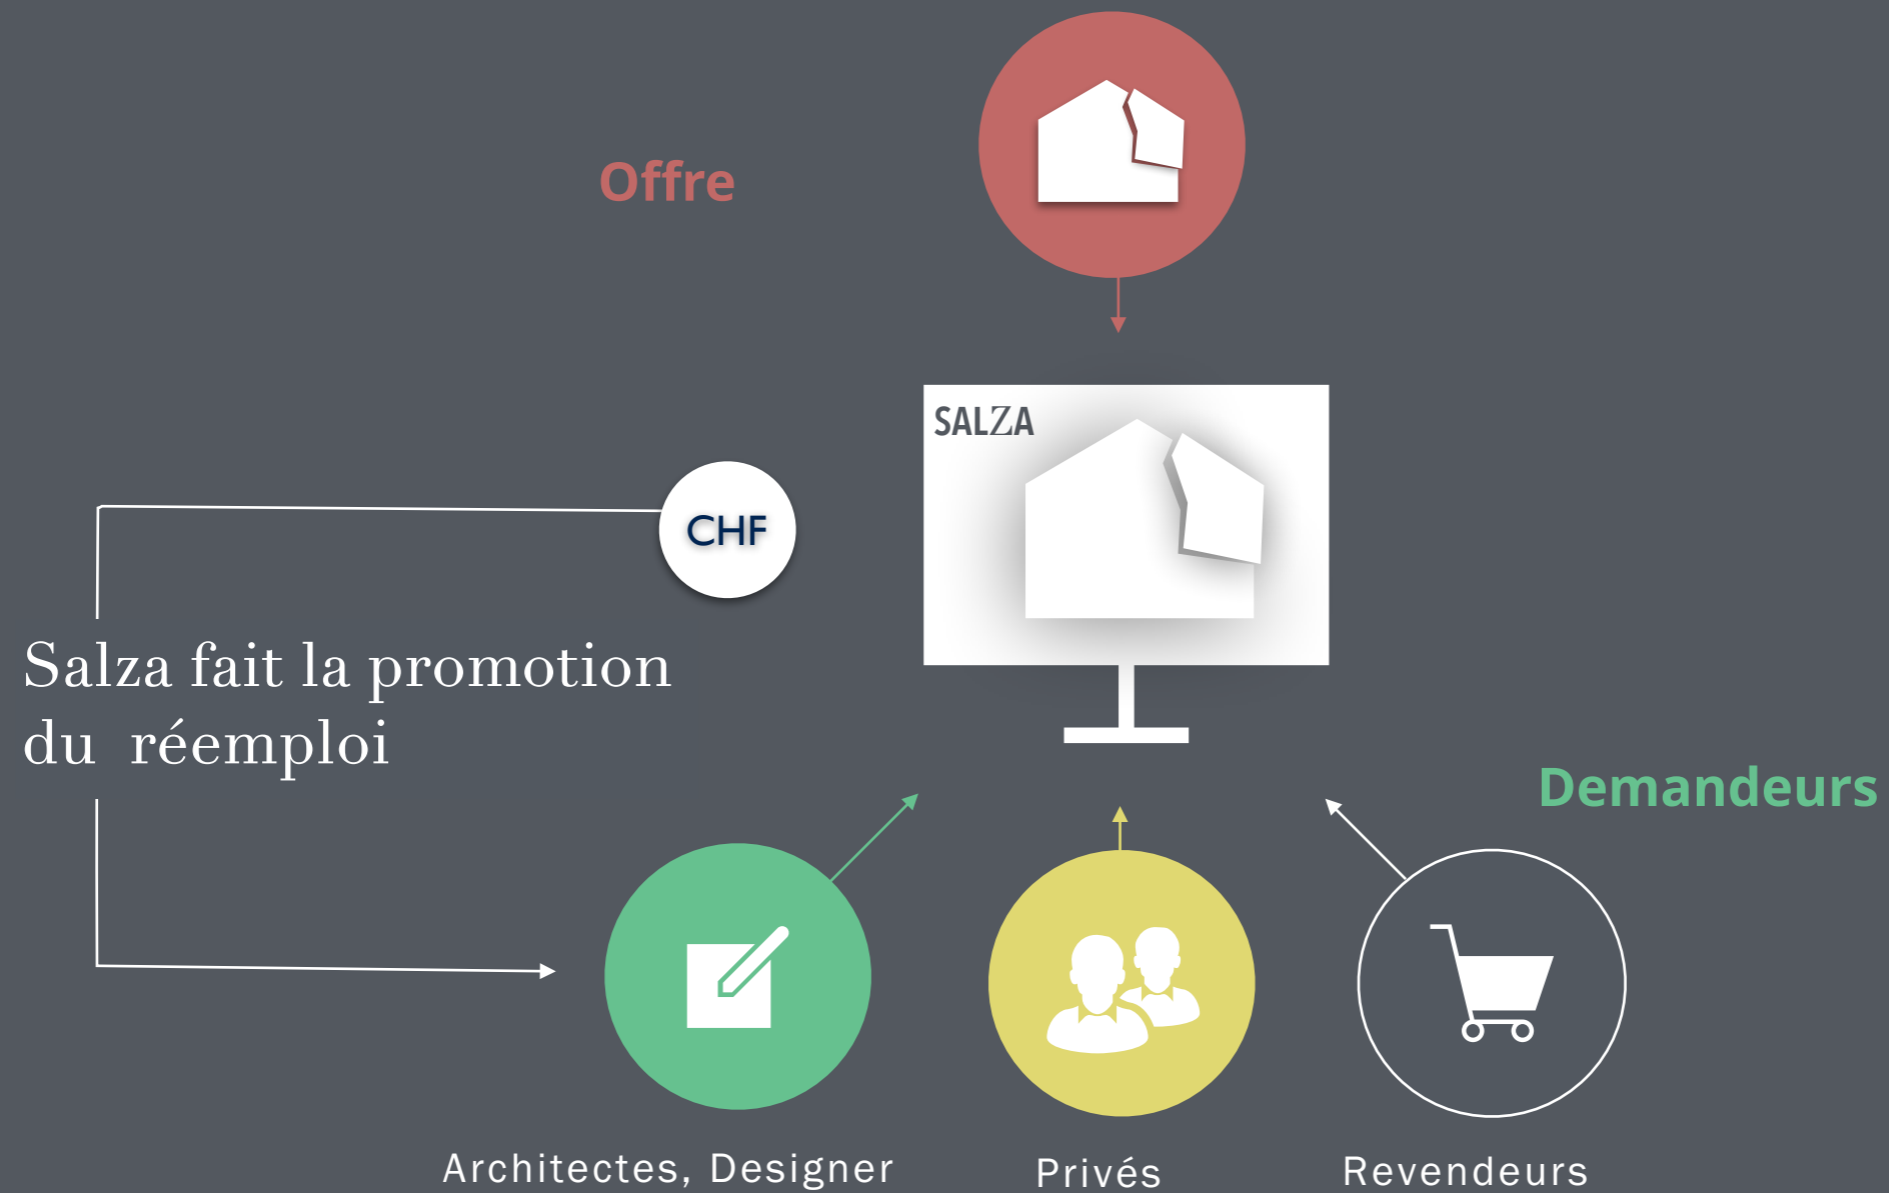 Offre
SALZA
CHF
Salza fait la promotion
du réemploi
Demandeurs
Architectes, Designer
Privés
Revendeurs